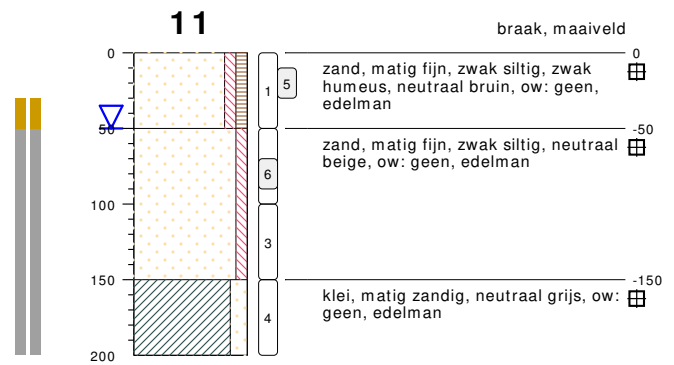 11
braak, maaiveld
0
0
zand, matig fijn, zwak siltig, zwak
humeus, neutraal bruin, ow: geen,
edelman
1
5
50
-50
zand, matig fijn, zwak siltig, neutraal
beige, ow: geen, edelman
6
100
3
150
-150
klei, matig zandig, neutraal grijs, ow:
geen, edelman
4
200